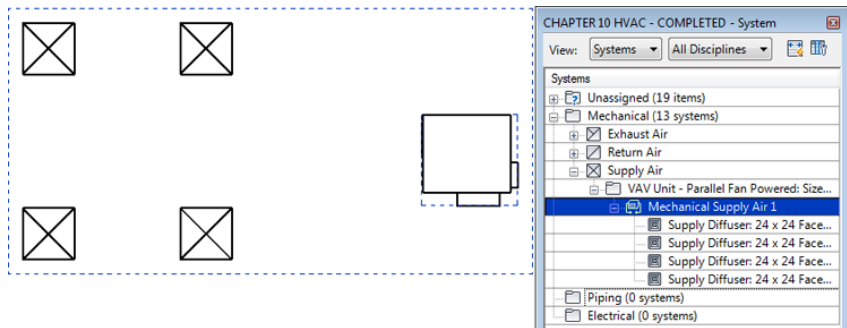 CHAPTER 10 HVAC - COMPLETED - System
View: Systems All Disciplines
Systems
Unassigned (19 items)
Mechanical (13 systems)
Exhaust Air
Return Air
Supply Air
VAV Unit - Parallel Fan Powered: Size...
Mechanical Supply Air 1
Supply Diffuser: 24 x 24 Face...
Supply Diffuser: 24 x 24 Face...
Supply Diffuser: 24 x 24 Face...
Supply Diffuser: 24 x 24 Face...
Piping (0 systems)
Electrical (0 systems)